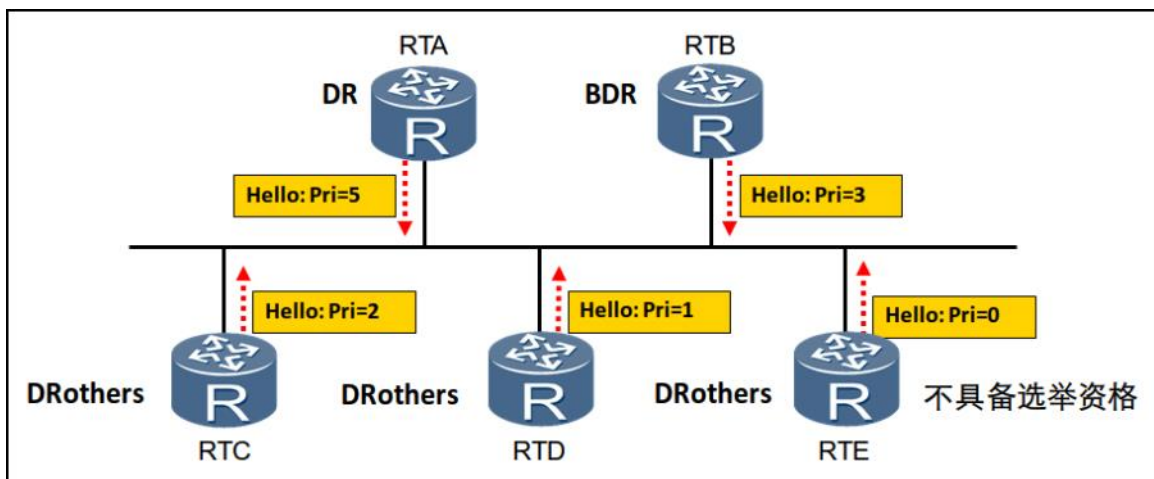 RTA
RTB
DR
BDR
R
R
Hello: Pri=5
Hello: Pri=3
Hello: Pri=2
Hello: Pri=1
Hello: Pri=0
DRothers
R
DRothers
R
DRothers
R
不具备选举资格
RTC
RTD
RTE